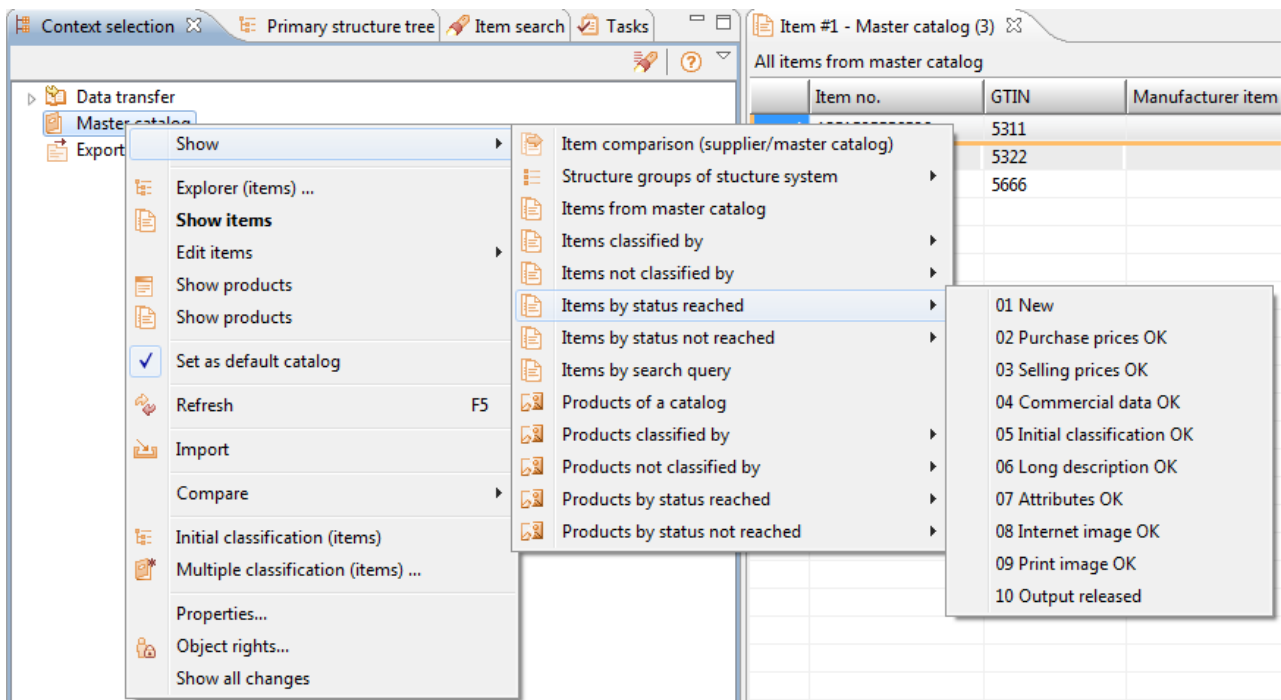 Context selection
Primary structure tree
Item search
Tasks
Item #1 - Master catalog (3)
All items from master catalog
Item no.
GTIN
Manufacturer item
5311
5322
5666
Data transfer
Master catalog
Export
Show
Explorer (items) ...
Show items
Edit items
Show products
Show products
Set as default catalog
Refresh F5
Import
Compare
Initial classification (items)
Multiple classification (items) ...
Properties...
Object rights...
Show all changes
Item comparison (supplier/master catalog)
Structure groups of stucture system
Items from master catalog
Items classified by
Items not classified by
Items by status reached
Items by status not reached
Items by search query
Products of a catalog
Products classified by
Products not classified by
Products by status reached
Products by status not reached
01 New
02 Purchase prices OK
03 Selling prices OK
04 Commercial data OK
05 Initial classification OK
06 Long description OK
07 Attributes OK
08 Internet image OK
09 Print image OK
10 Output released